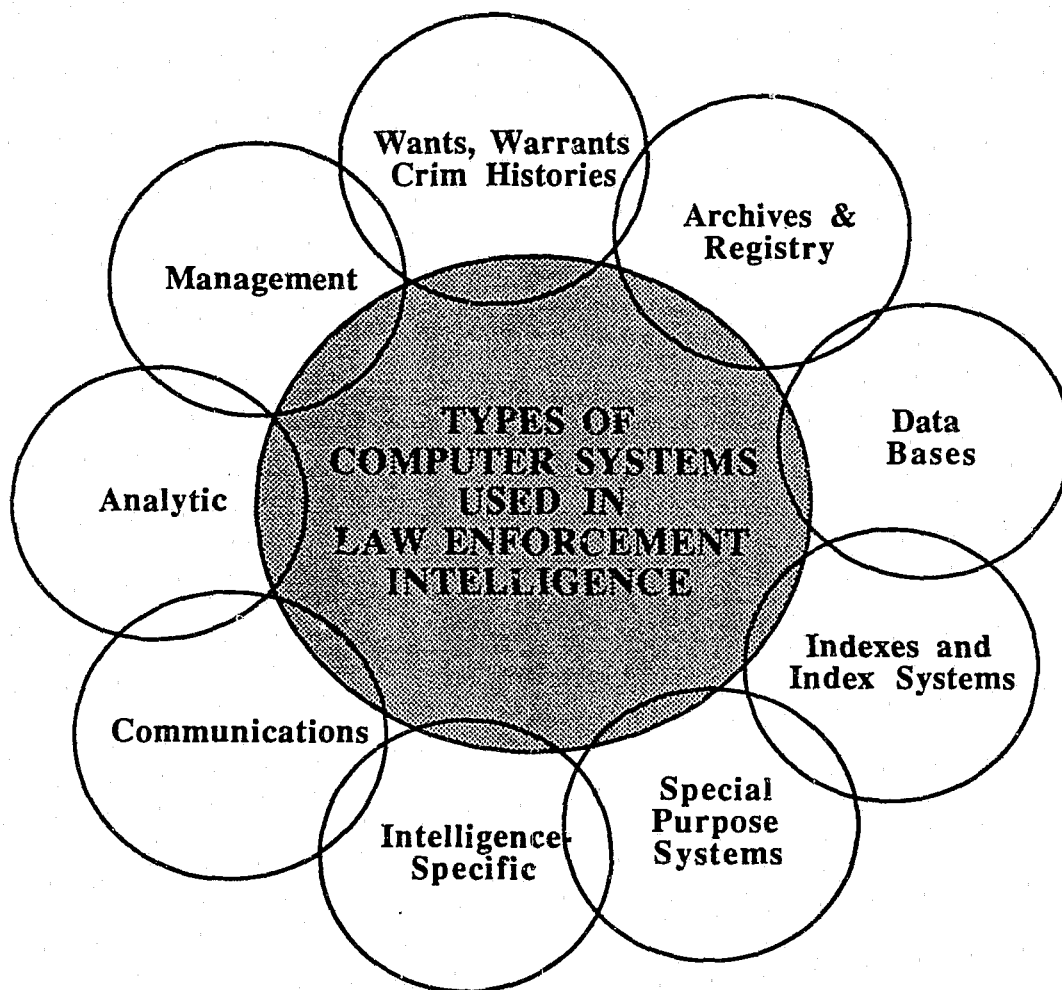 Wants, Warrants
Crim Histories
Archives &
Registry
Data
Bases
Indexes and
Index Systems
Special
Purpose
Systems
Intelligence-
Specific
Communications
Analytic
Management
TYPES OF
COMPUTER SYSTEMS
USED IN
LAW ENFORCEMENT
INTELLIGENCE